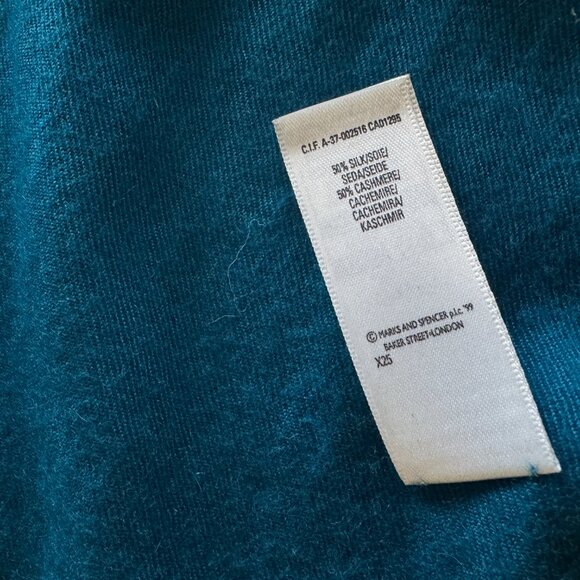 C.I.F. A-37-002516 CA01295
50% SILK/SOIE/
SEDA/SEIDE
50% CASHMERE/
CACHEMIRE/
CACHEMIRA/
KASCHMIR
© MARKS AND SPENCER p.l.c. '99
BAKER STREET•LONDON
X25